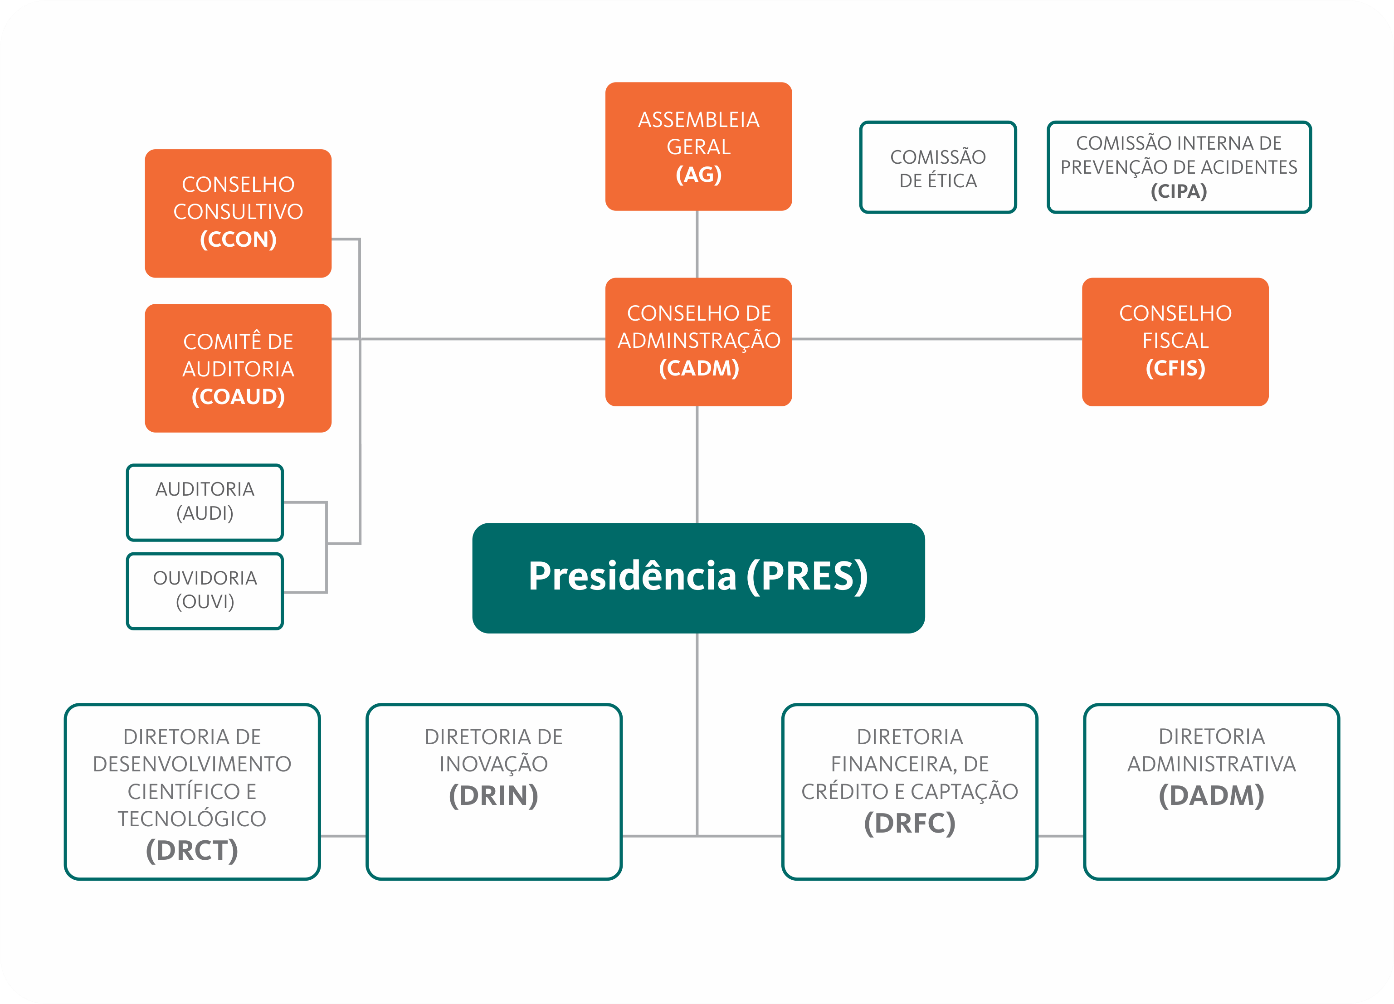 ASSEMBLEIA
GERAL
(AG)
COMISSÃO
DE ÉTICA
COMISSÃO INTERNA DE
PREVENÇÃO DE ACIDENTES
(CIPA)
CONSELHO
CONSULTIVO
(CCON)
COMITÊ DE
AUDITORIA
(COAUD)
CONSELHO DE
ADMINSTRAÇÃO
(CADM)
CONSELHO
FISCAL
(CFIS)
AUDITORIA
(AUDI)
OUVIDORIA
(OUVI)
Presidência (PRES)
DIRETORIA DE
DESENVOLVIMENTO
CIENTÍFICO E
TECNOLÓGICO
(DRCT)
DIRETORIA DE
INOVAÇÃO
(DRIN)
DIRETORIA
FINANCEIRA, DE
CRÉDITO E CAPTAÇÃO
(DRFC)
DIRETORIA
ADMINISTRATIVA
(DADM)